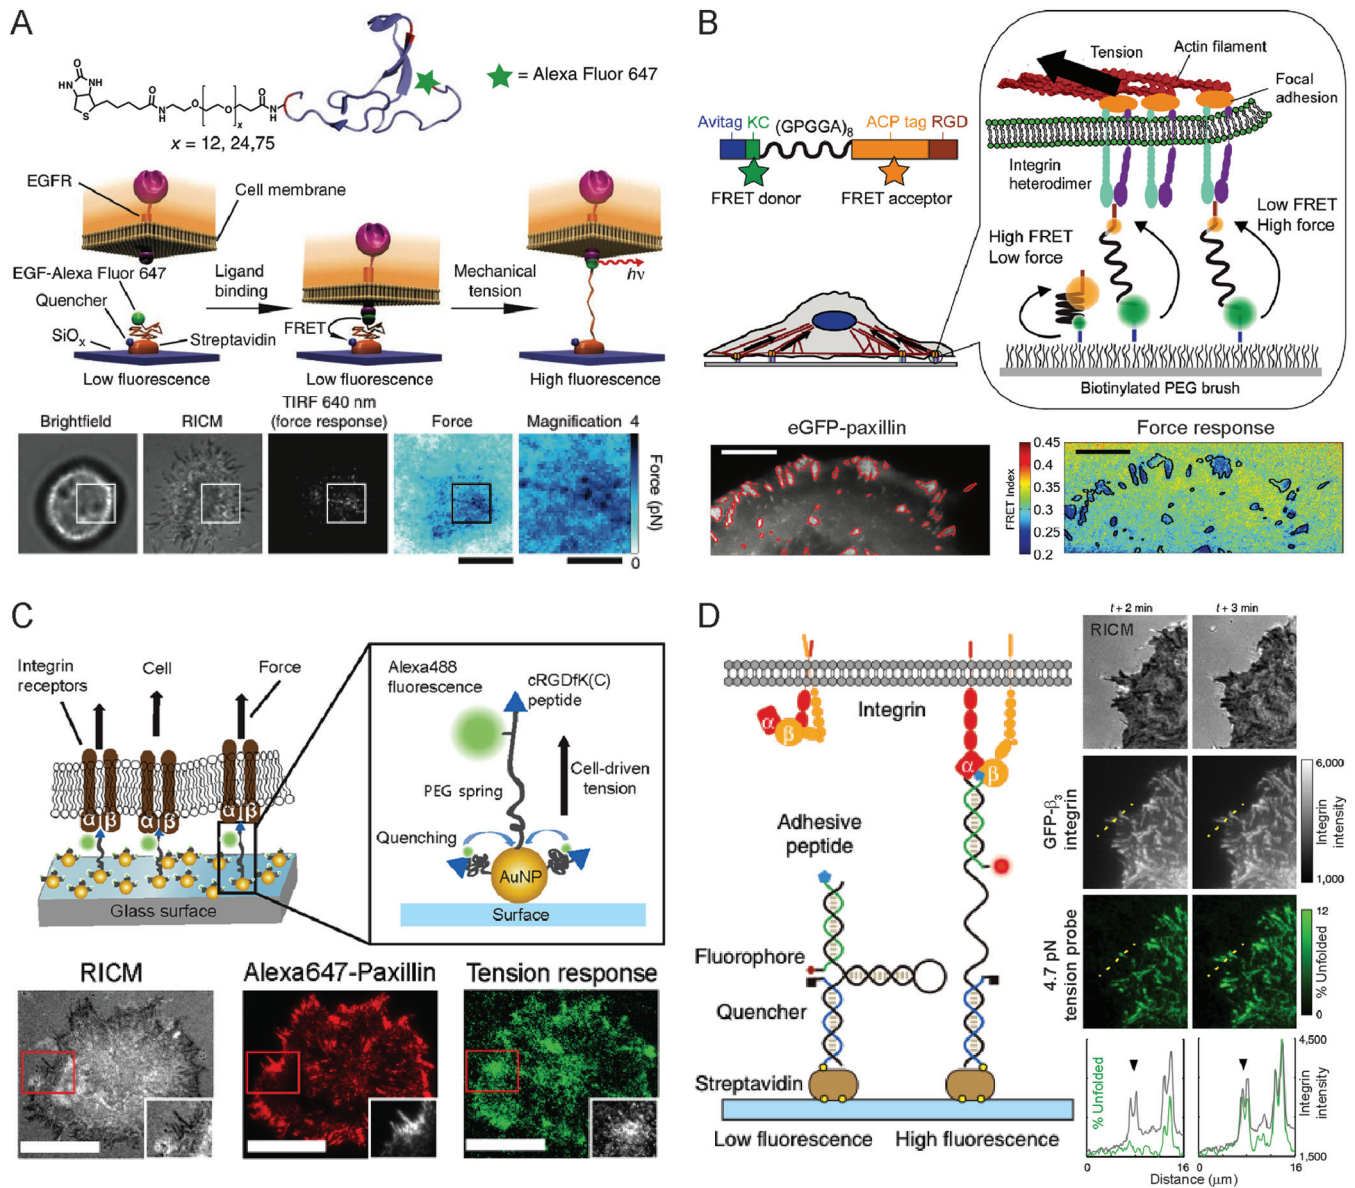 A
O
HN
NH
S
O
N
H
O
O
x
O
N
H
x = 12, 24,75
= Alexa Fluor 647
EGFR
Cell membrane
EGF-Alexa Fluor 647
Quencher
SiOx
Streptavidin
Ligand
binding
FRET
Mechanical
tension
hν
Low fluorescence
Low fluorescence
High fluorescence
Brightfield
RICM
TIRF 640 nm
(force response)
Force
Magnification
4
Force (pN)
0
B
Avitag
KC
(GPGGA)8
ACP tag
RGD
FRET donor
FRET acceptor
Tension
Actin filament
Focal
adhesion
Integrin
heterodimer
Low FRET
High force
High FRET
Low force
Biotinylated PEG brush
eGFP-paxillin
Force response
FRET Index
0.45
0.4
0.35
0.3
0.25
0.2
C
Integrin
receptors
Cell
Force
α β
α β
α β
Glass surface
Alexa488
fluorescence
cRGDfK(C)
peptide
PEG spring
Cell-driven
tension
Quenching
AuNP
Surface
RICM
Alexa647-Paxillin
Tension response
D
Integrin
α
β
α
β
Adhesive
peptide
Fluorophore
Quencher
Streptavidin
Low fluorescence
High fluorescence
t + 2 min
t + 3 min
RICM
GFP-β3
integrin
6,000
Integrin
intensity
1,000
4.7 pN
tension probe
12
% Unfolded
0
% Unfolded
4,500
Integrin
intensity
1,500
0
8
16
0
8
16
Distance (μm)